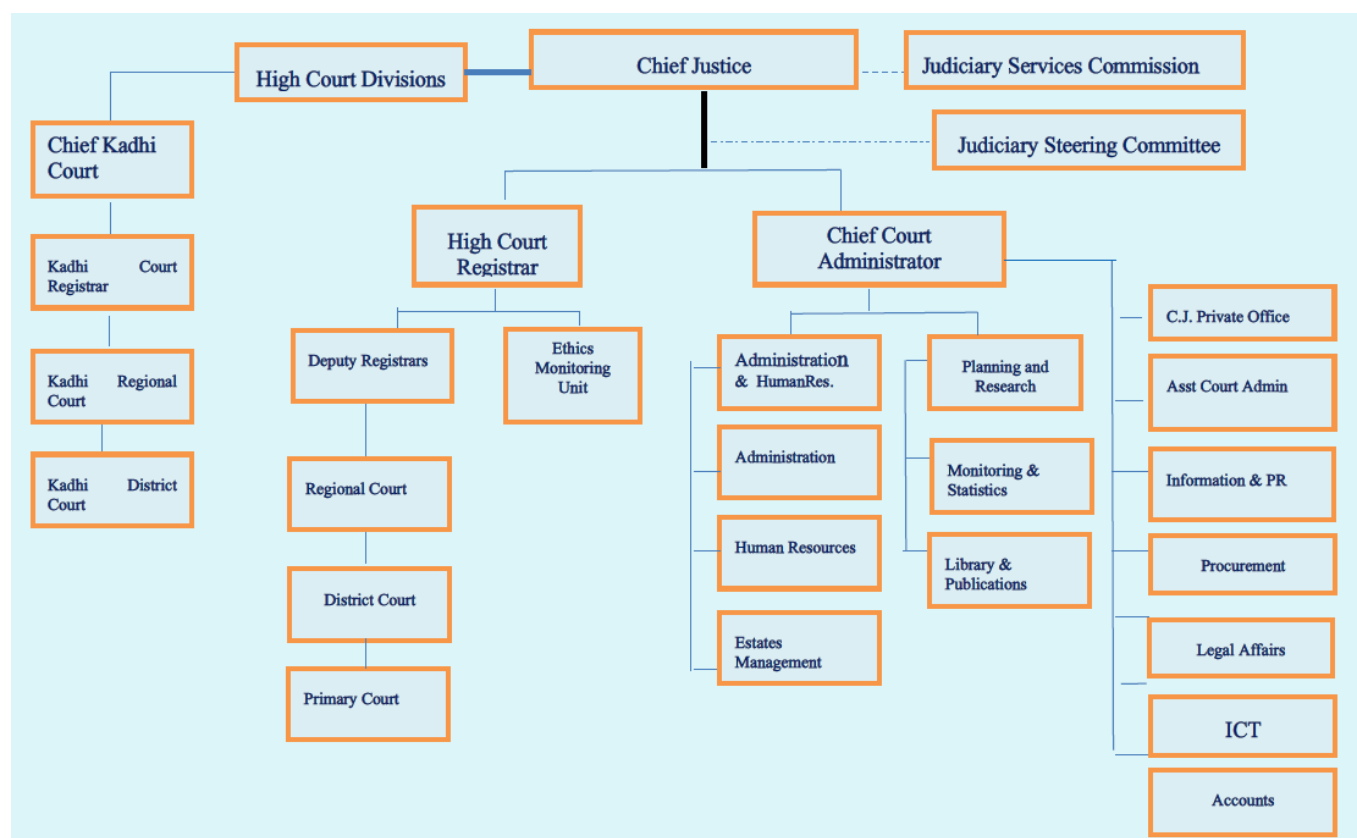 High Court Divisions
Chief Justice
Judiciary Services Commission
Judiciary Steering Committee
Chief Kadhi
Court
Kadhi Court
Registrar
Kadhi Regional
Court
Kadhi District
Court
High Court
Registrar
Deputy Registrars
Ethics
Monitoring
Unit
Regional Court
District Court
Primary Court
Chief Court
Administrator
Administration
& HumanRes.
Administration
Human Resources
Estates
Management
Planning and
Research
Monitoring &
Statistics
Library &
Publications
C.J. Private Office
Asst Court Admin
Information & PR
Procurement
Legal Affairs
ICT
Accounts